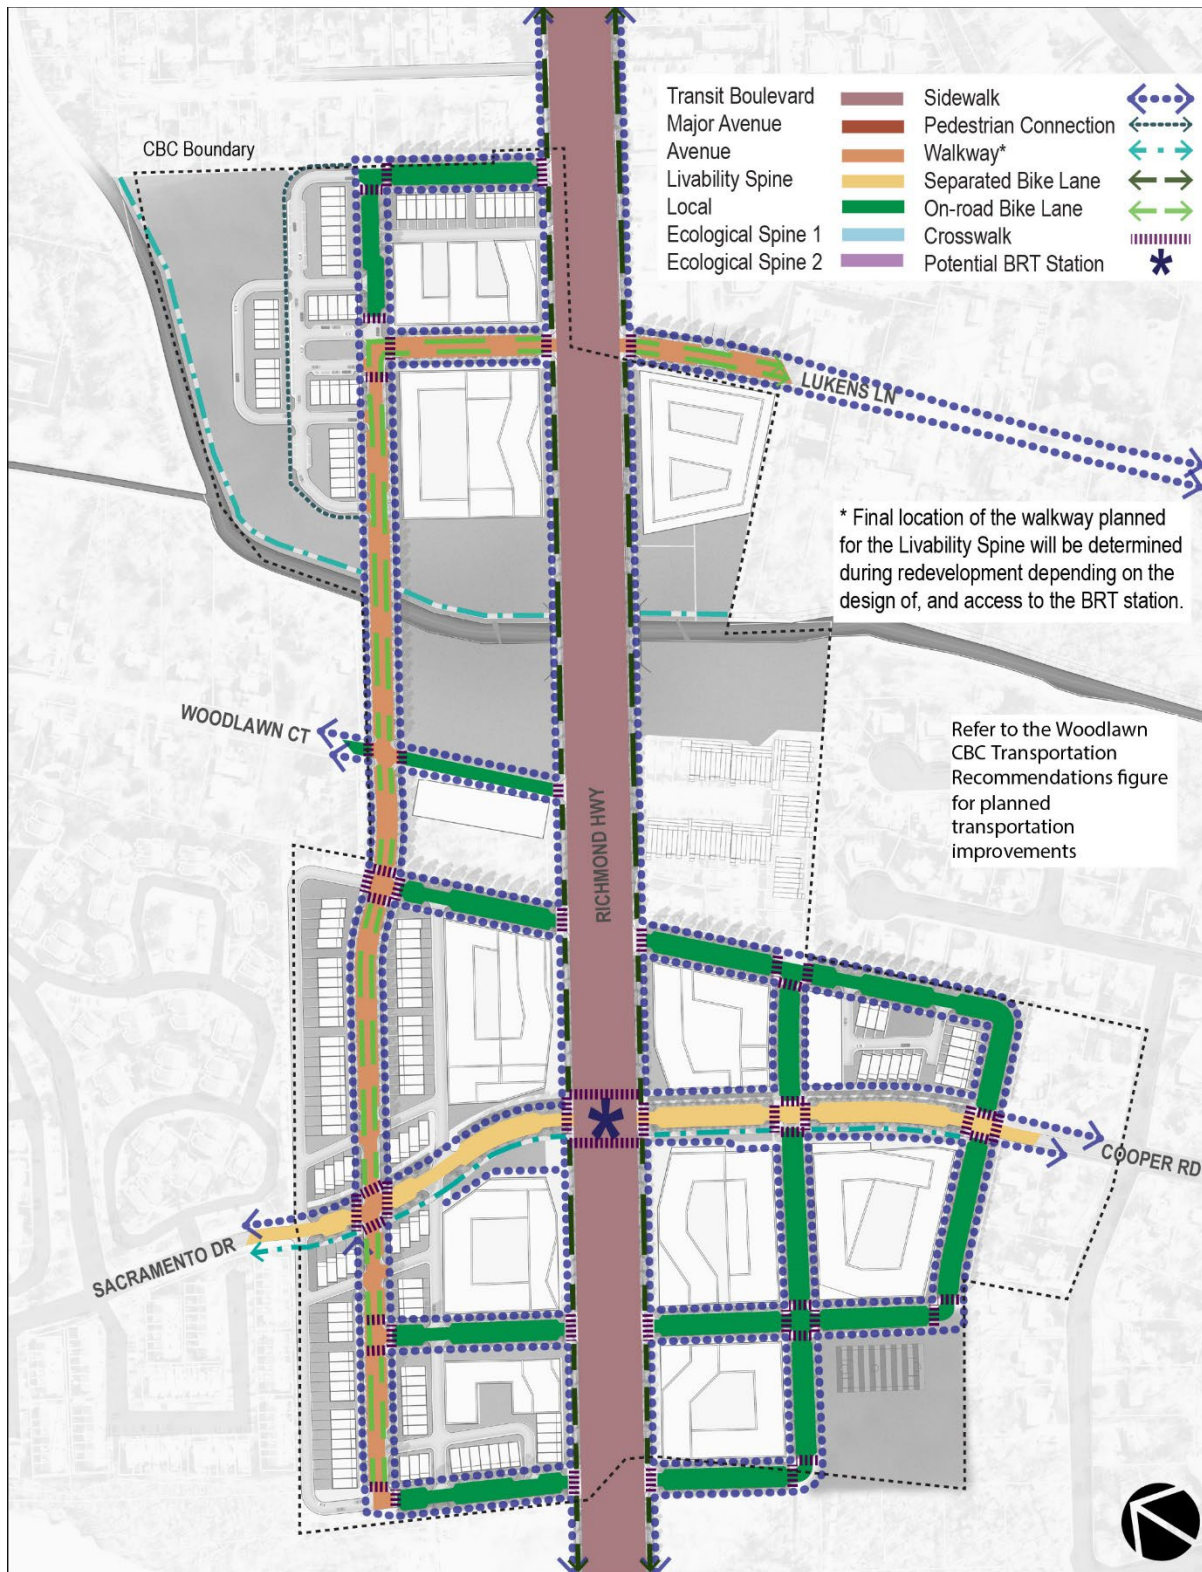 CBC Boundary
Transit Boulevard
Major Avenue
Avenue
Livability Spine
Local
Ecological Spine 1
Ecological Spine 2
Sidewalk
Pedestrian Connection
Walkway*
Separated Bike Lane
On-road Bike Lane
Crosswalk
Potential BRT Station
LUKENS LN
* Final location of the walkway planned
for the Livability Spine will be determined
during redevelopment depending on the
design of, and access to the BRT station.
WOODLAWN CT
Refer to the Woodlawn
CBC Transportation
Recommendations figure
for planned
transportation
improvements
RICHMOND HWY
COOPER RD
SACRAMENTO DR